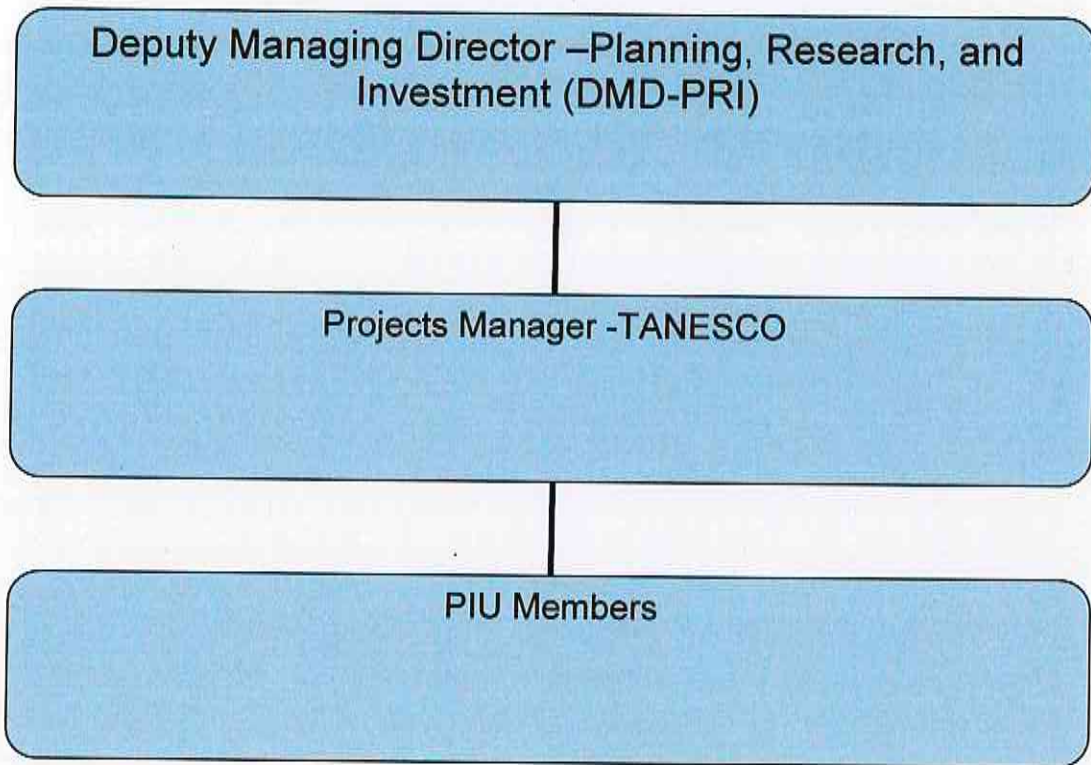 Deputy Managing Director –Planning, Research, and
Investment (DMD-PRI)
Projects Manager -TANESCO
PIU Members